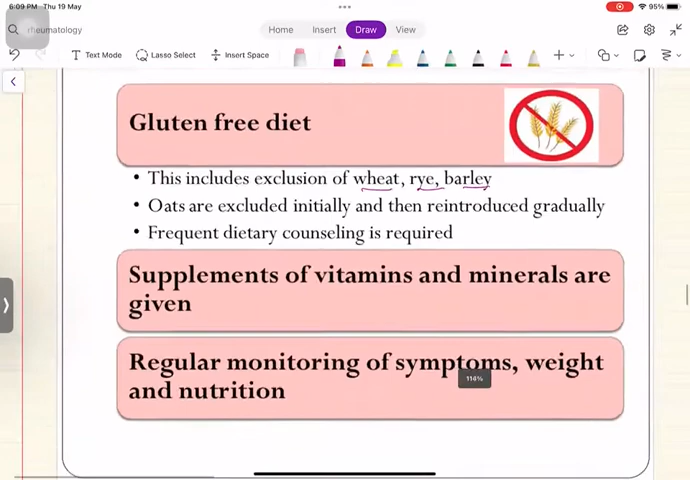 6:09 PM Thu 19 May
95%
rheumatology
Home
Insert
Draw
View
Text Mode
Lasso Select
Insert Space
Gluten free diet
• This includes exclusion of wheat, rye, barley
• Oats are excluded initially and then reintroduced gradually
• Frequent dietary counseling is required
Supplements of vitamins and minerals are
given
Regular monitoring of symptoms, weight
and nutrition
116%